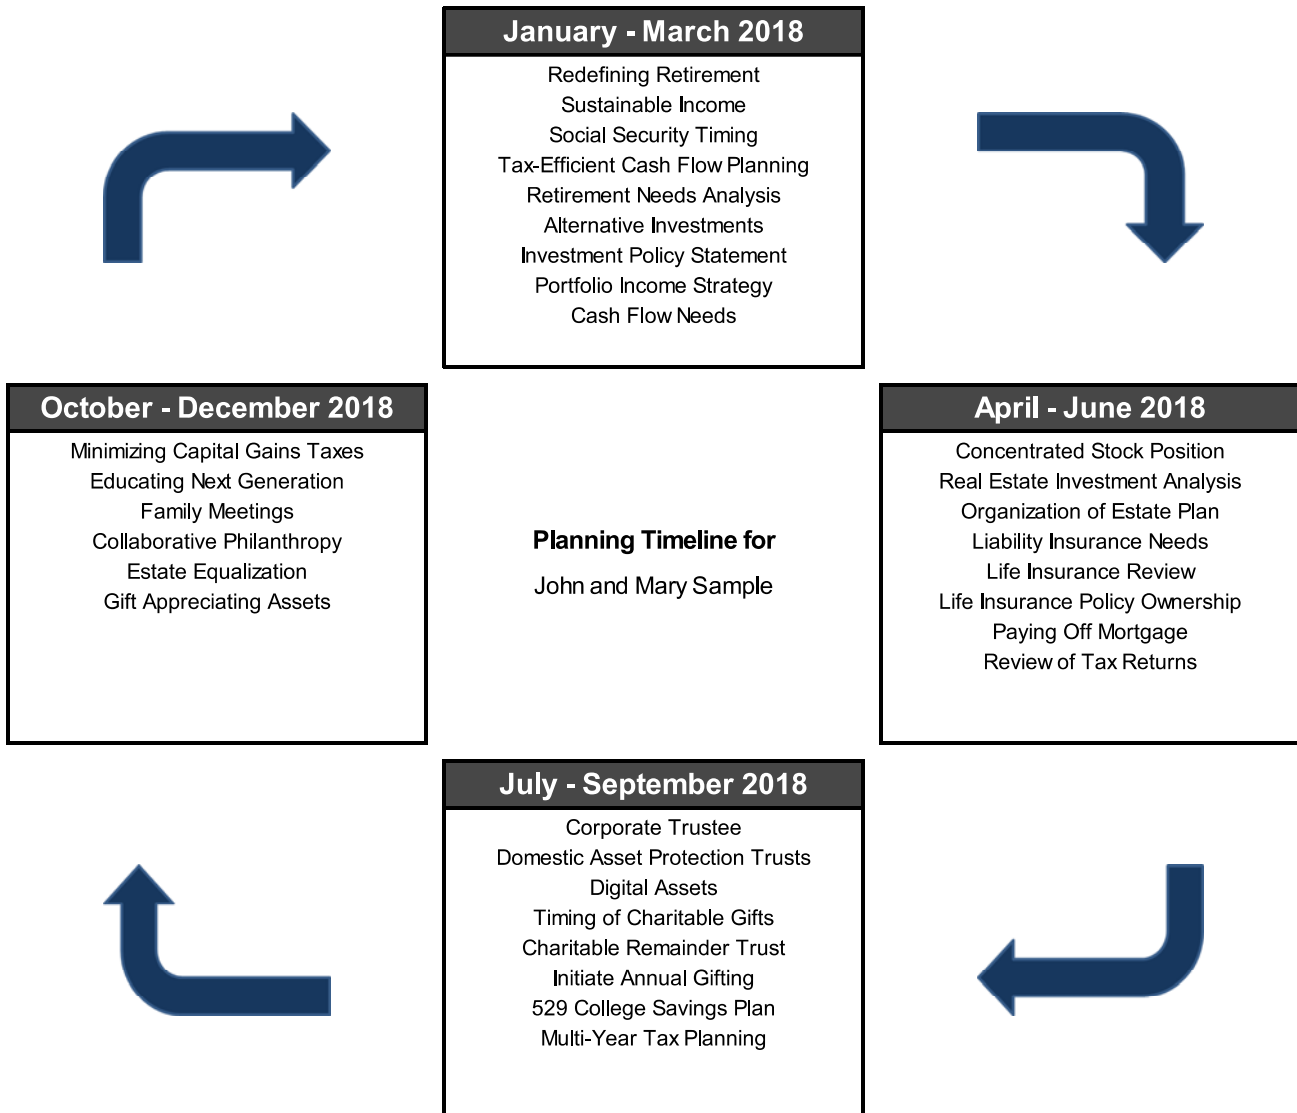 January - March 2018
Redefining Retirement
Sustainable Income
Social Security Timing
Tax-Efficient Cash Flow Planning
Retirement Needs Analysis
Alternative Investments
Investment Policy Statement
Portfolio Income Strategy
Cash Flow Needs
October - December 2018
Minimizing Capital Gains Taxes
Educating Next Generation
Family Meetings
Collaborative Philanthropy
Estate Equalization
Gift Appreciating Assets
Planning Timeline for
John and Mary Sample
April - June 2018
Concentrated Stock Position
Real Estate Investment Analysis
Organization of Estate Plan
Liability Insurance Needs
Life Insurance Review
Life Insurance Policy Ownership
Paying Off Mortgage
Review of Tax Returns
July - September 2018
Corporate Trustee
Domestic Asset Protection Trusts
Digital Assets
Timing of Charitable Gifts
Charitable Remainder Trust
Initiate Annual Gifting
529 College Savings Plan
Multi-Year Tax Planning